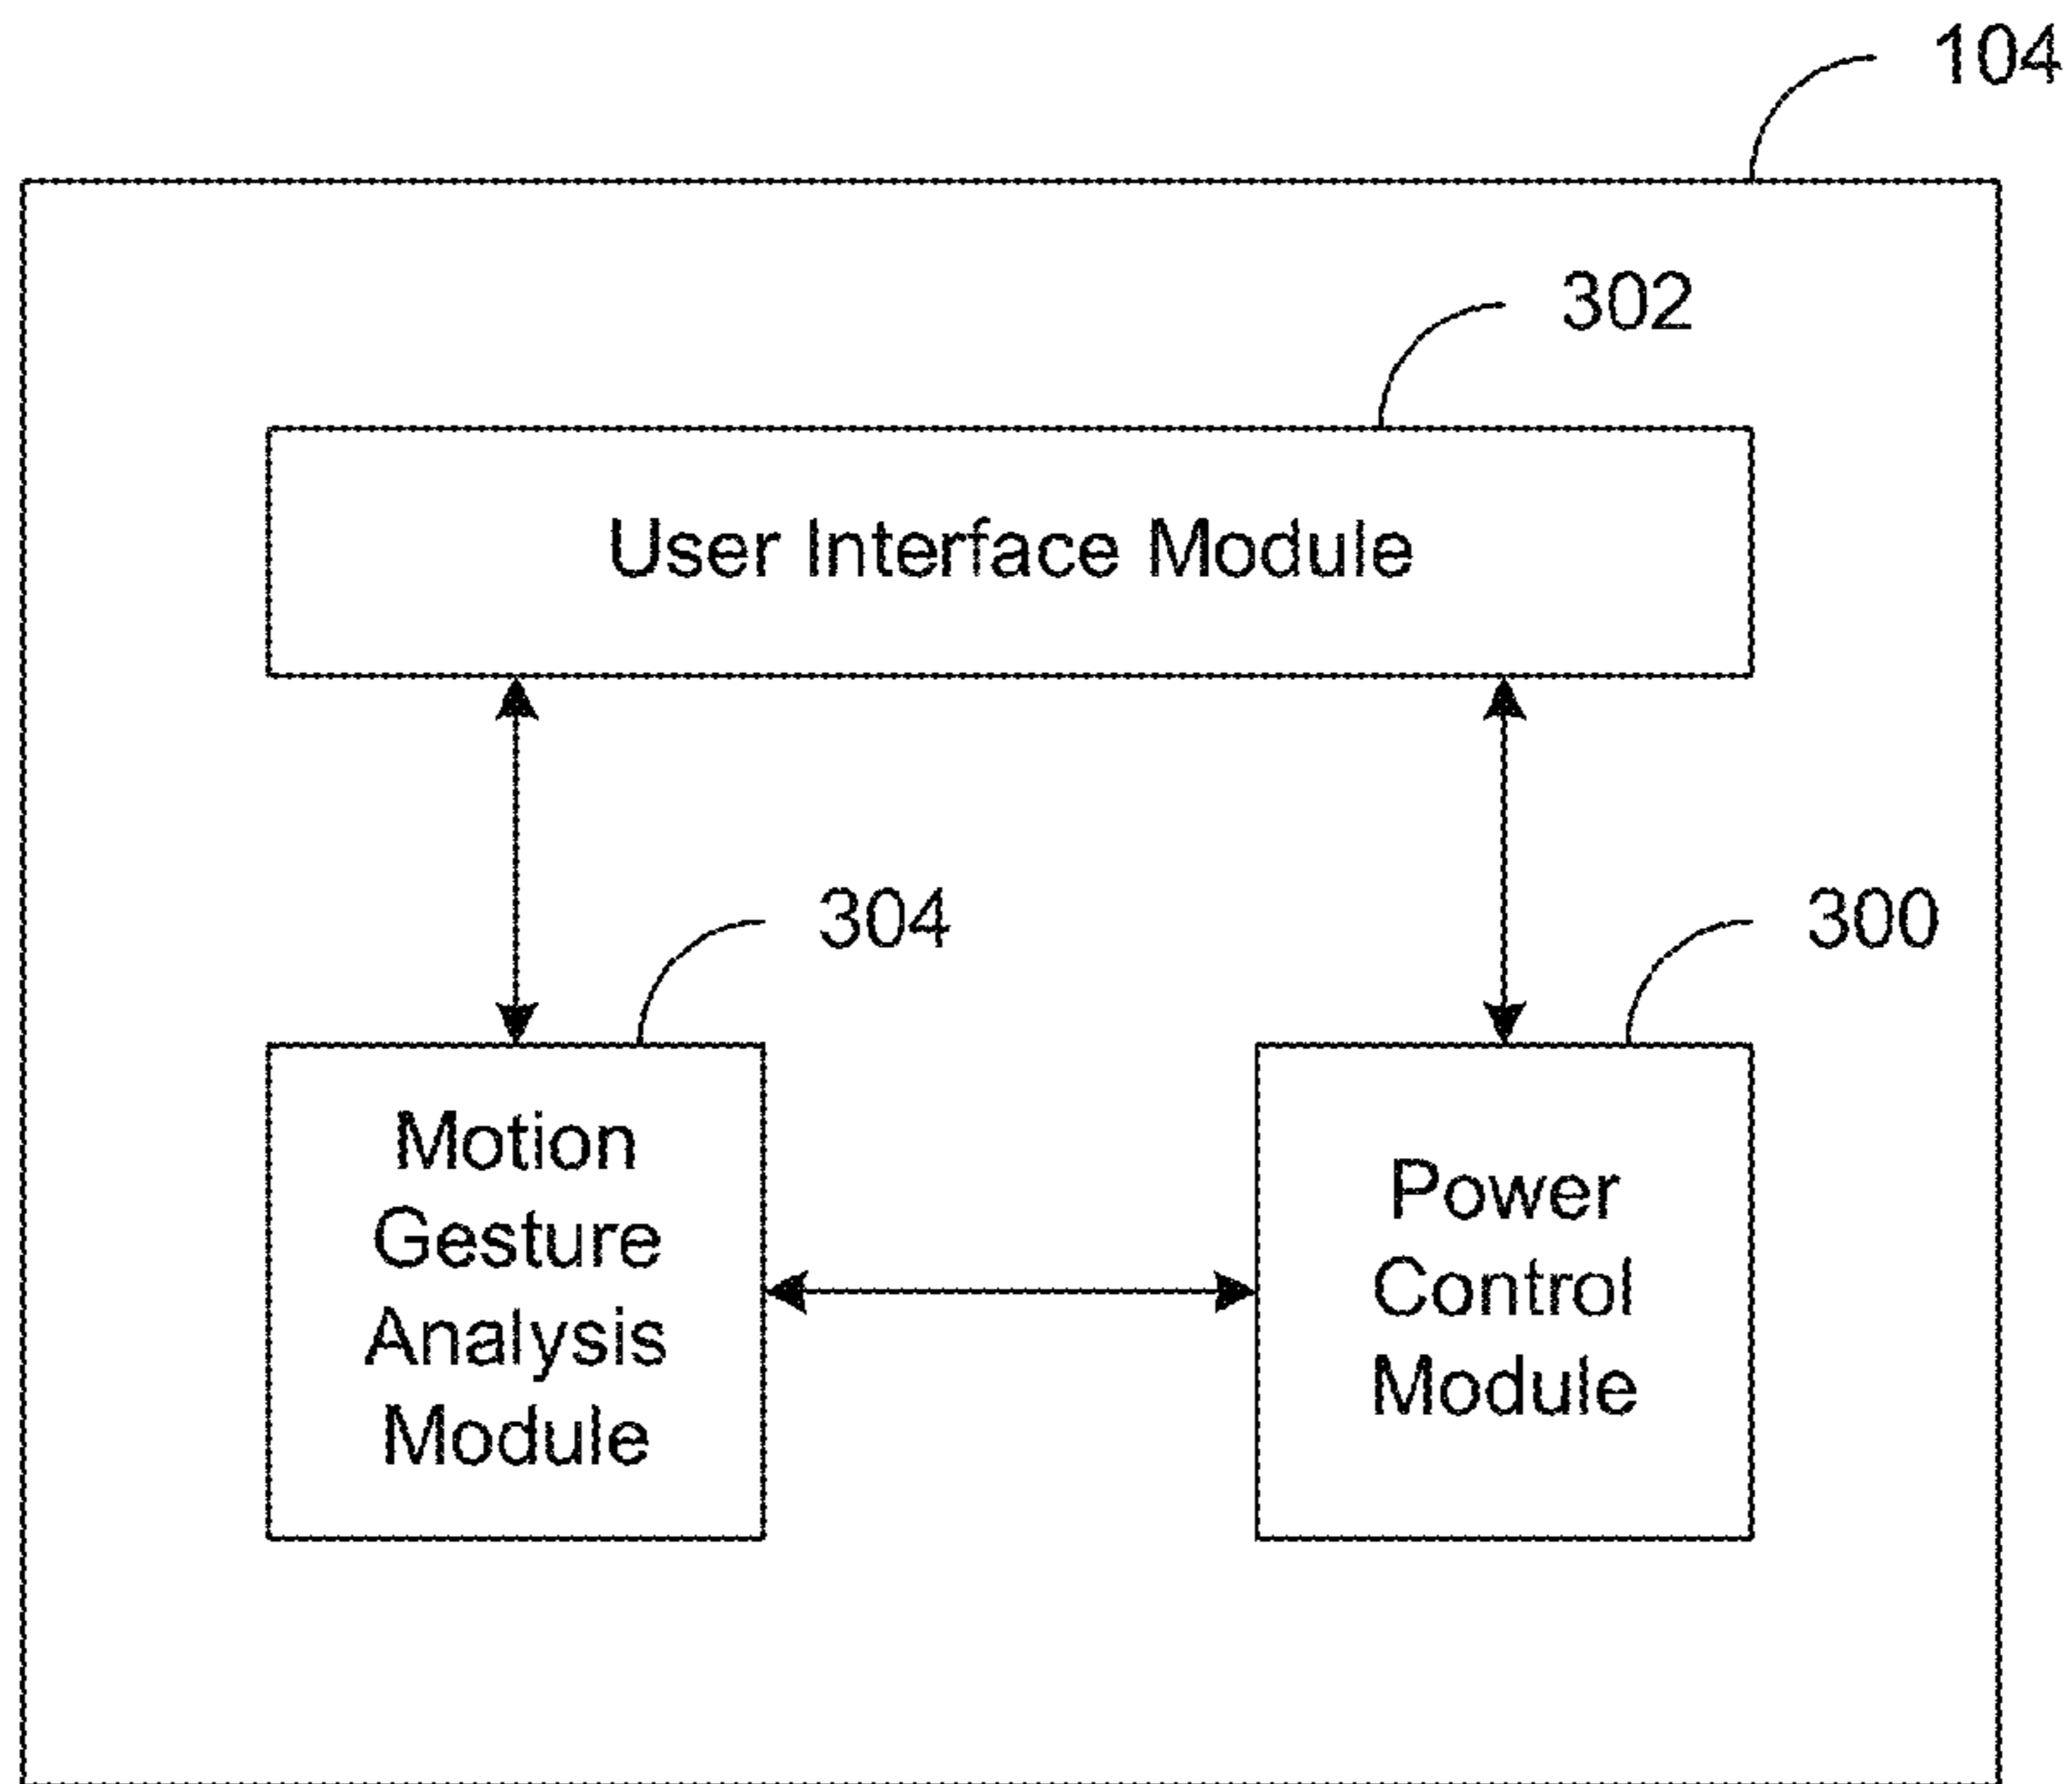 104
302
User Interface Module
304
300
Motion
Gesture
Analysis
Module
Power
Control
Module